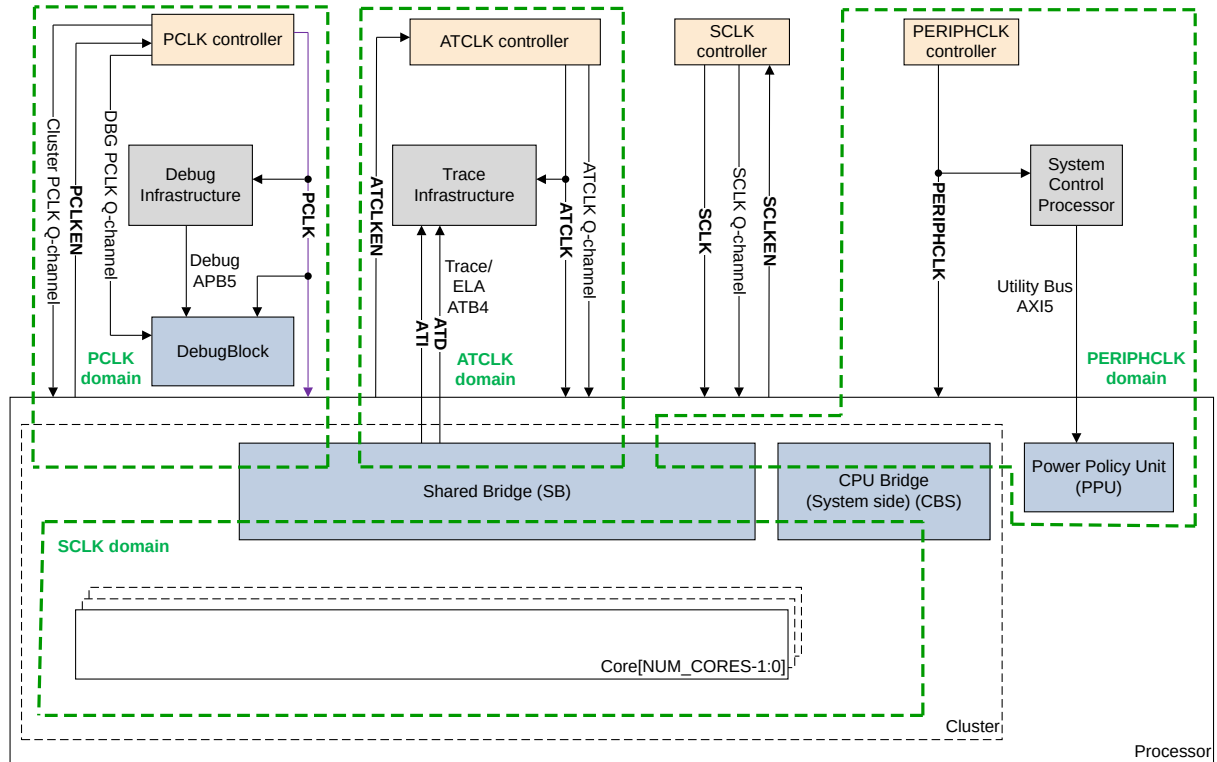 PCLK controller
ATCLK controller
SCLK
controller
PERIPHCLK
controller
Cluster PCLK Q-channel
PCLKEN
DBG PCLK Q-channel
Debug
Infrastructure
PCLK
Debug
APB5
DebugBlock
PCLK
domain
ATCLKEN
Trace
Infrastructure
ATCLK
ATCLK Q-channel
Trace/
ELA
ATB4
ATI
ATD
ATCLK
domain
SCLK
SCLK Q-channel
SCLKEN
PERIPHCLK
System
Control
Processor
Utility Bus
AXI5
PERIPHCLK
domain
Shared Bridge (SB)
CPU Bridge
(System side) (CBS)
Power Policy Unit
(PPU)
SCLK domain
Core[NUM_CORES-1:0]
Cluster
Processor